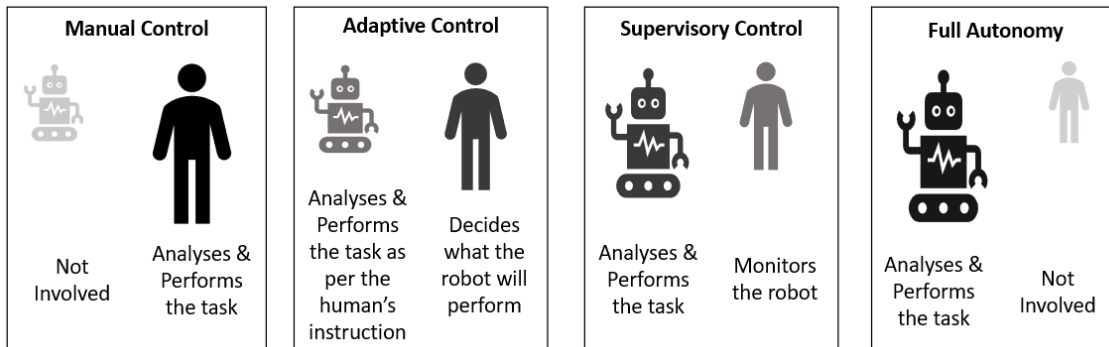 Manual Control
Not
Involved
Analyses &
Performs
the task
Adaptive Control
Analyses &
Performs
the task as
per the
human's
instruction
Decides
what the
robot will
perform
Supervisory Control
Analyses &
Performs
the task
Monitors
the robot
Full Autonomy
Analyses &
Performs
the task
Not
Involved